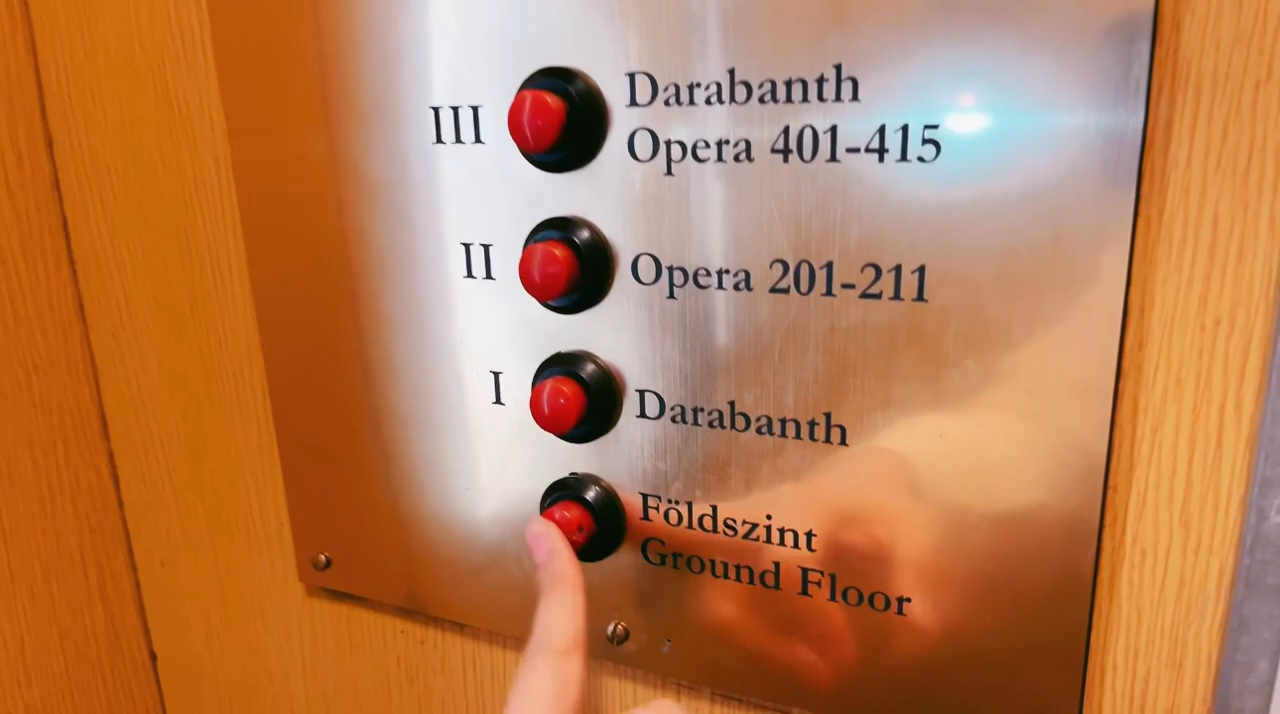 III Darabanth
Opera 401-415
II Opera 201-211
I Darabanth
Földszint
Ground Floor